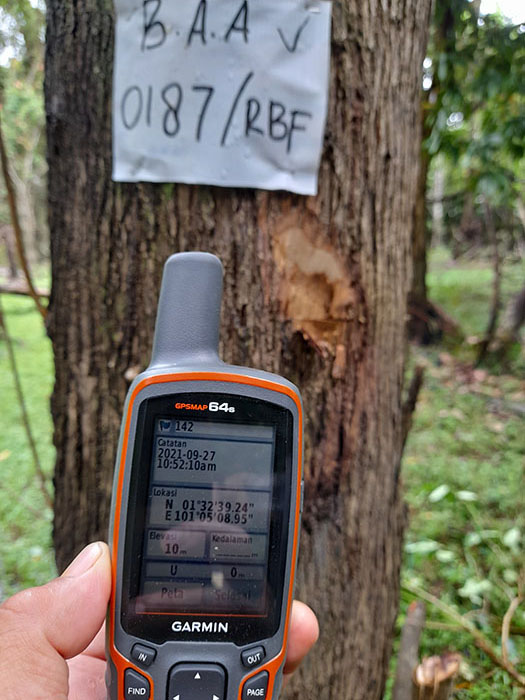 B.A.A ✓
0187/RBF
GPSMAP 64s
142
Catatan
2021-09-27
10:52:10am
Lokasi
N 01°32'39.24"
E 101°05'08.95"
Elevasi Kedalaman
10m _____m
U 0m
Peta Selesai
GARMIN
IN OUT
FIND PAGE